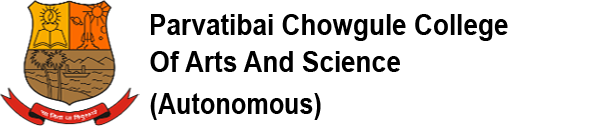 Parvatibai Chowgule College
Of Arts And Science
(Autonomous)